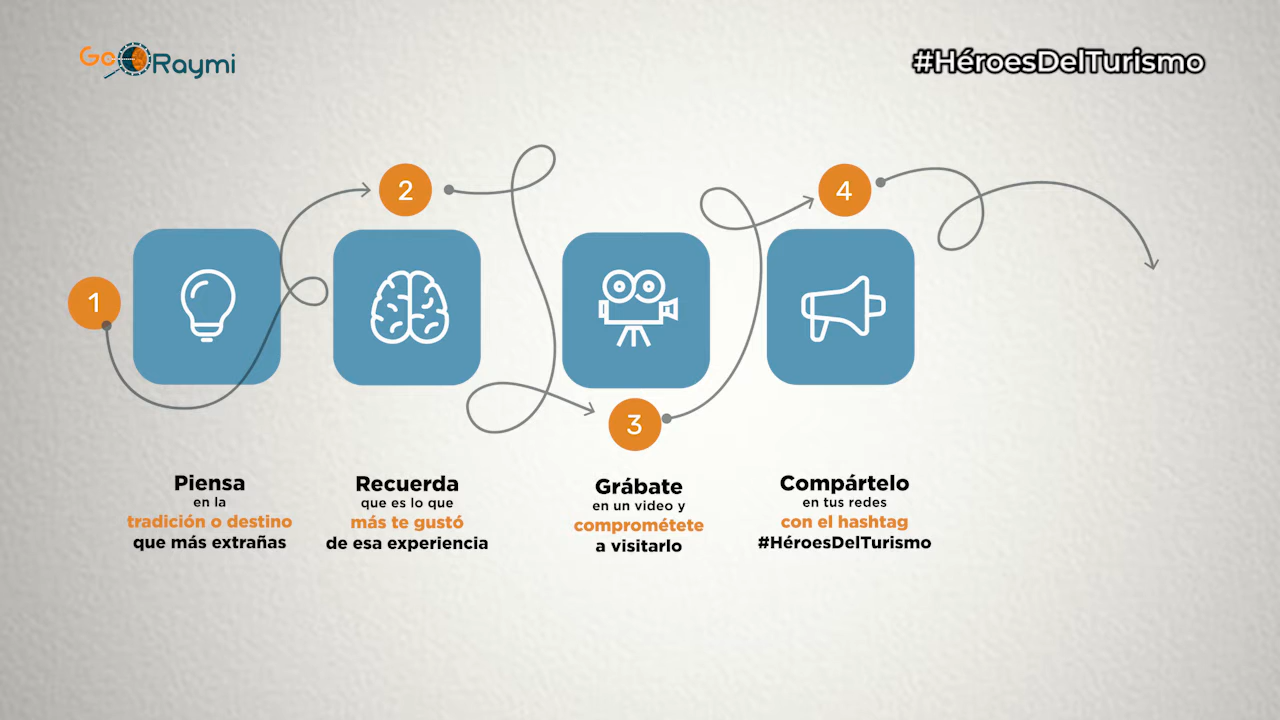 Go Raymi
#HéroesDelTurismo
1
Piensa
en la
tradición o destino
que más extrañas
2
Recuerda
que es lo que
más te gustó
de esa experiencia
3
Grábate
en un video y
comprométete
a visitarlo
4
Compártelo
en tus redes
con el hashtag
#HéroesDelTurismo